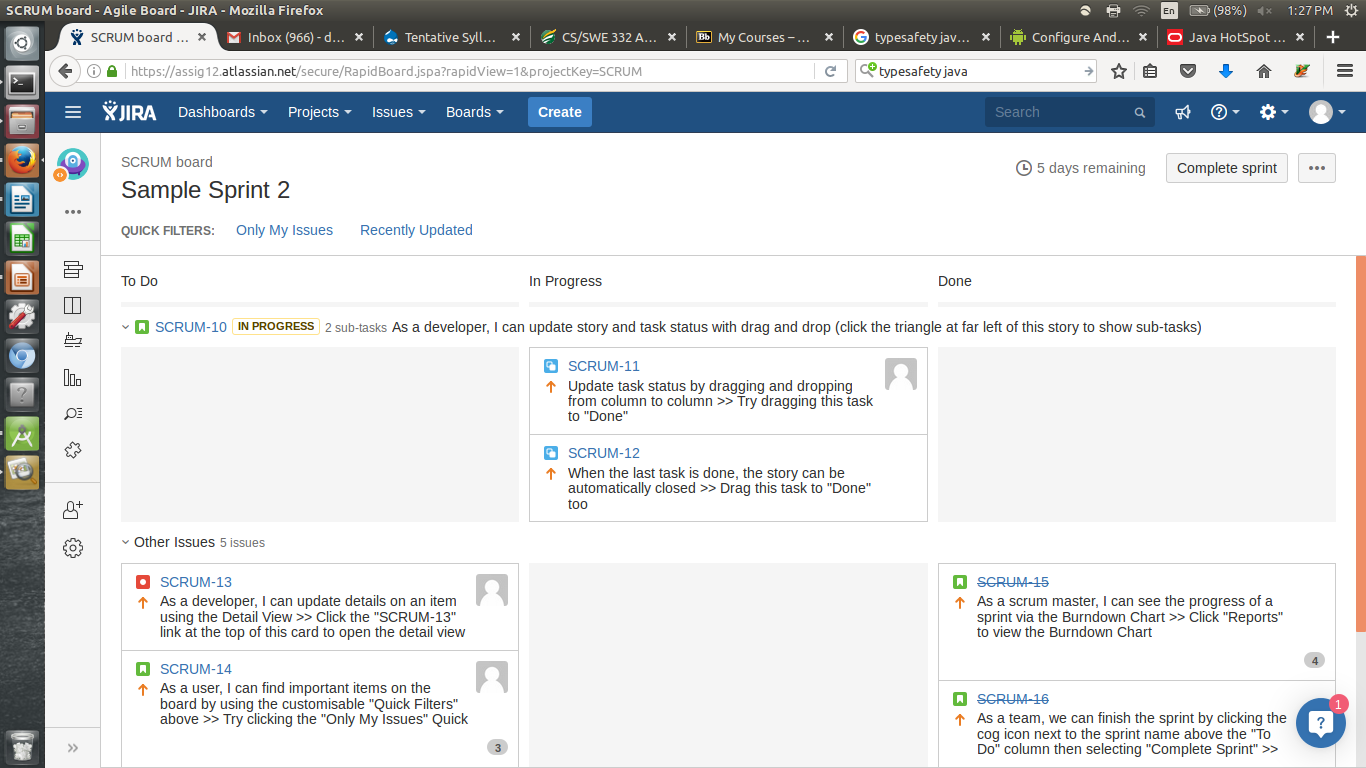 SCRUM board - Agile Board - JIRA - Mozilla Firefox
En (98%) 1:27 PM
SCRUM board ... Inbox (966) - d... Tentative Syll... CS/SWE 332 A... My Courses – ... typesafety jav... Configure And... Java HotSpot ...
https://assig12.atlassian.net/secure/RapidBoard.jspa?rapidView=1&projectKey=SCRUM
typesafety java
JIRA Dashboards Projects Issues Boards Create Search
SCRUM board
Sample Sprint 2
5 days remaining Complete sprint
QUICK FILTERS: Only My Issues Recently Updated
To Do In Progress Done
SCRUM-10 IN PROGRESS 2 sub-tasks As a developer, I can update story and task status with drag and drop (click the triangle at far left of this story to show sub-tasks)
SCRUM-11
Update task status by dragging and dropping
from column to column >> Try dragging this task
to "Done"
SCRUM-12
When the last task is done, the story can be
automatically closed >> Drag this task to "Done"
too
Other Issues 5 issues
SCRUM-13
As a developer, I can update details on an item
using the Detail View >> Click the "SCRUM-13"
link at the top of this card to open the detail view
SCRUM-14
As a user, I can find important items on the
board by using the customisable "Quick Filters"
above >> Try clicking the "Only My Issues" Quick
3
SCRUM-15
As a scrum master, I can see the progress of a
sprint via the Burndown Chart >> Click "Reports"
to view the Burndown Chart
4
SCRUM-16
As a team, we can finish the sprint by clicking the
cog icon next to the sprint name above the "To
Do" column then selecting "Complete Sprint" >>
1